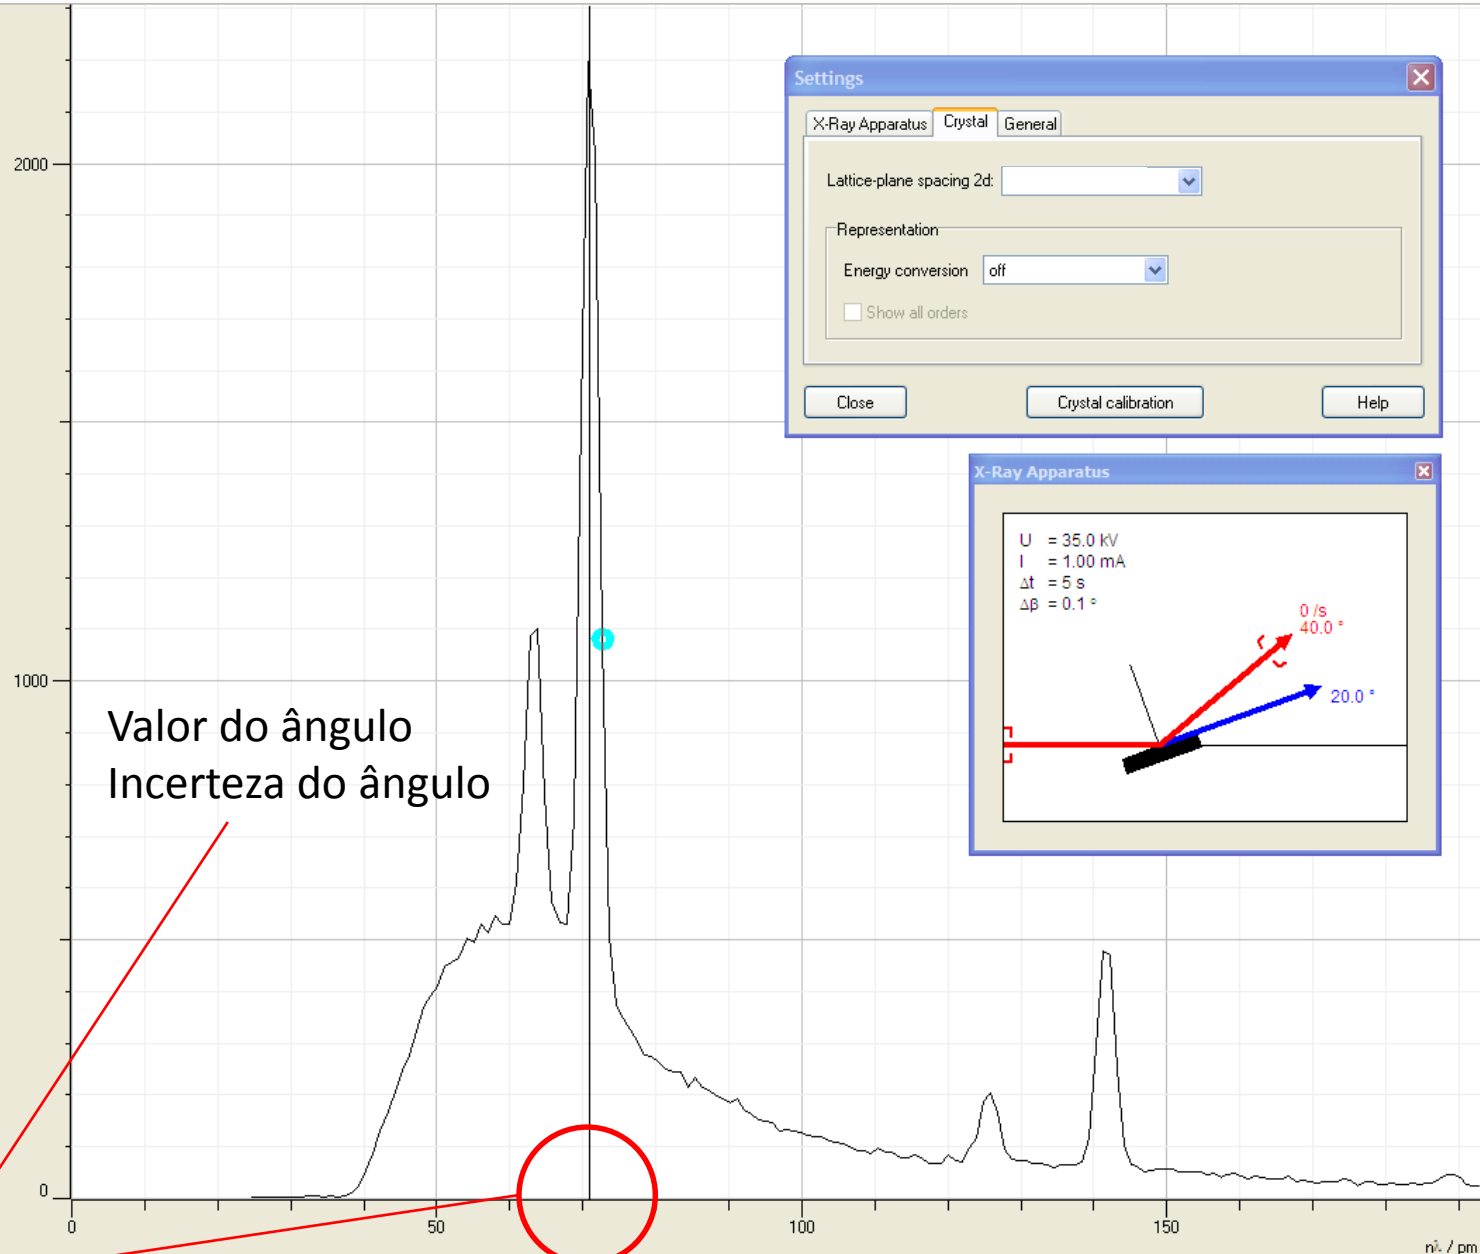 2000
1000
0
Valor do ângulo
Incerteza do ângulo
0
50
100
150
nλ / pm
Settings
X-Ray Apparatus
Crystal
General
Lattice-plane spacing 2d:
Representation
Energy conversion
off
Show all orders
Close
Crystal calibration
Help
X-Ray Apparatus
U = 35.0 kV
I = 1.00 mA
Δt = 5 s
Δβ = 0.1 °
0 /s
40.0 °
20.0 °